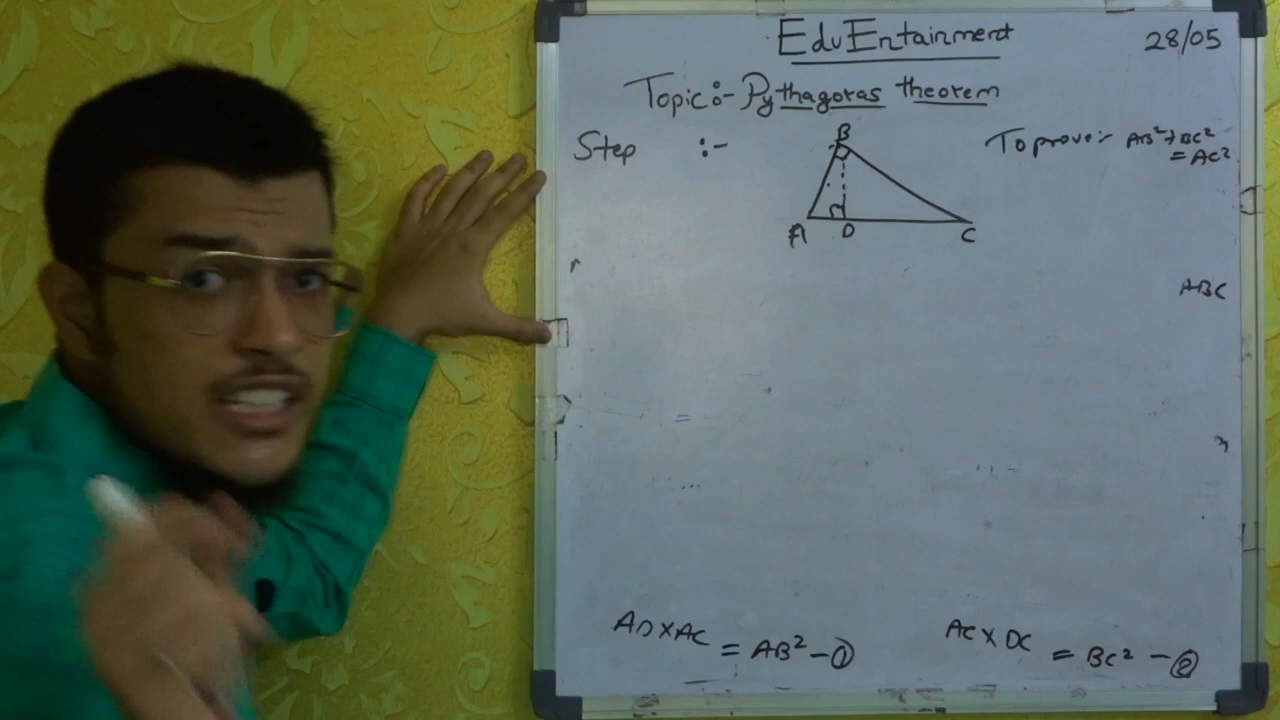 EduEntainment
28/05
Topic:- Pythagoras theorem
Step :-
To prove:- AB²+BC²
= AC²
B
A D C
ABC
AD×AC = AB² - ①
AC×DC = BC² - ②